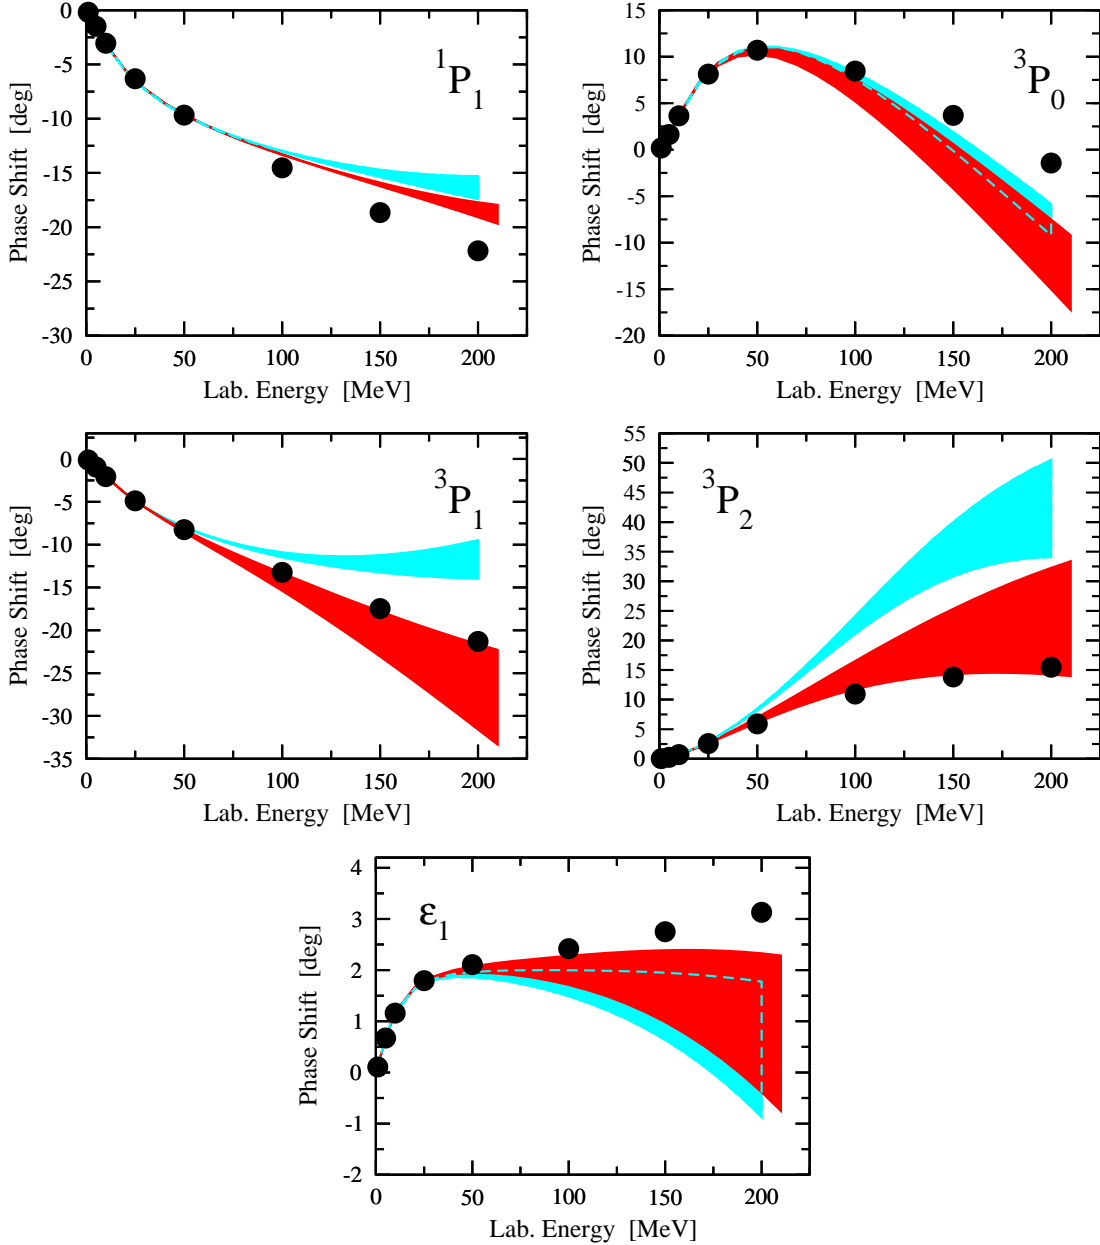 0
-5
-10
-15
-20
-25
-30
Phase Shift [deg]
¹P₁
0 50 100 150 200
Lab. Energy [MeV]
15
10
5
0
-5
-10
-15
-20
Phase Shift [deg]
³P₀
0 50 100 150 200
Lab. Energy [MeV]
0
-5
-10
-15
-20
-25
-30
-35
Phase Shift [deg]
³P₁
0 50 100 150 200
Lab. Energy [MeV]
55
50
45
40
35
30
25
20
15
10
5
0
Phase Shift [deg]
³P₂
0 50 100 150 200
Lab. Energy [MeV]
4
3
2
1
0
-1
-2
Phase Shift [deg]
ε₁
0 50 100 150 200
Lab. Energy [MeV]